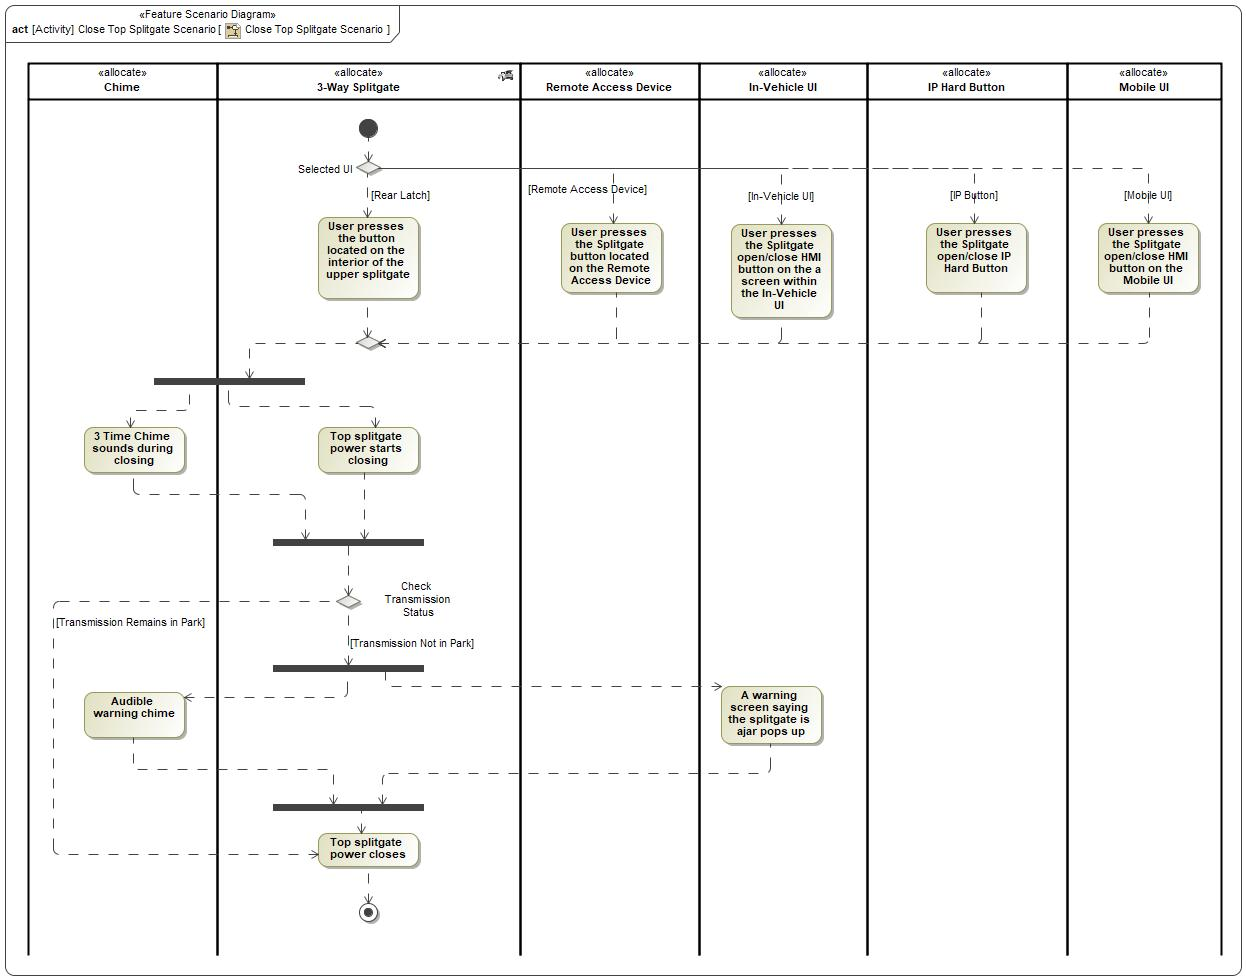 «Feature Scenario Diagram»
act [Activity] Close Top Splitgate Scenario [ Close Top Splitgate Scenario ]
«allocate»
Chime
«allocate»
3-Way Splitgate
«allocate»
Remote Access Device
«allocate»
In-Vehicle UI
«allocate»
IP Hard Button
«allocate»
Mobile UI
Selected UI
[Rear Latch]
[Remote Access Device]
[In-Vehicle UI]
[IP Button]
[Mobile UI]
User presses
the button
located on the
interior of the
upper splitgate
User presses
the Splitgate
button located
on the Remote
Access Device
User presses
the Splitgate
open/close HMI
button on the a
screen within
the In-Vehicle
UI
User presses
the Splitgate
open/close IP
Hard Button
User presses
the Splitgate
open/close HMI
button on the
Mobile UI
3 Time Chime
sounds during
closing
Top splitgate
power starts
closing
Check
Transmission
Status
[Transmission Remains in Park]
[Transmission Not in Park]
Audible
warning chime
A warning
screen saying
the splitgate is
ajar pops up
Top splitgate
power closes